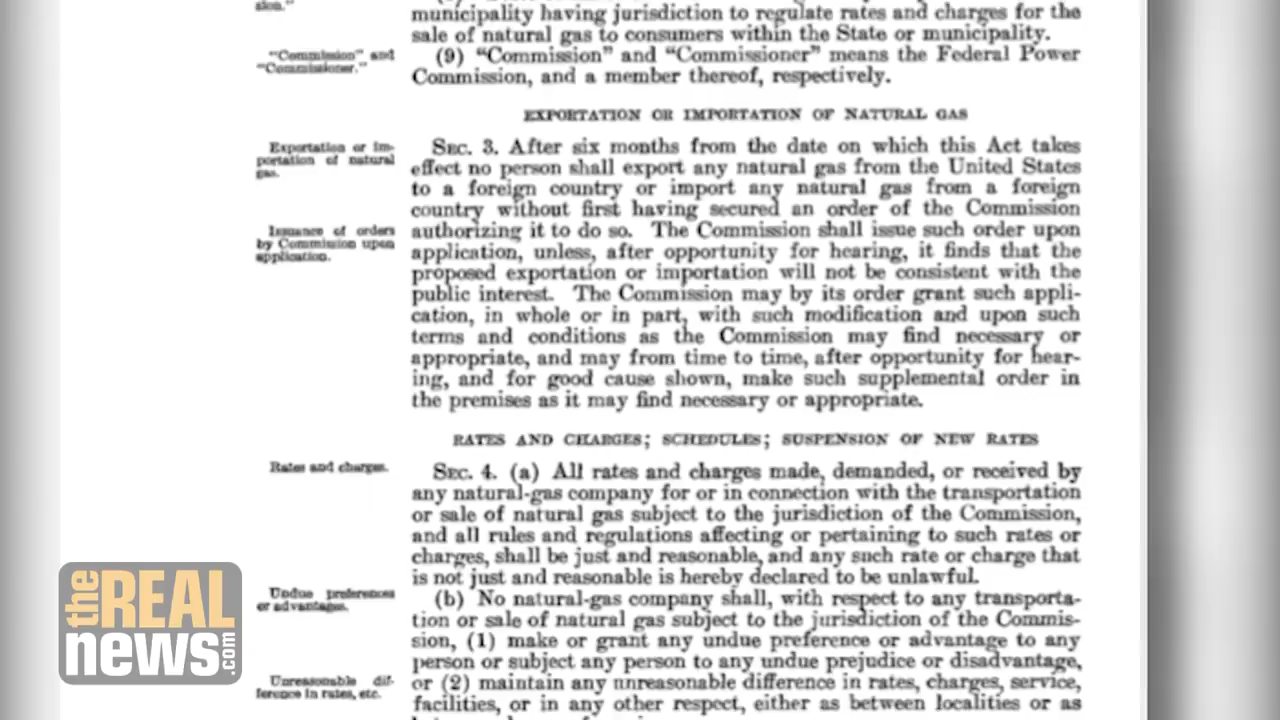 sion."
municipality having jurisdiction to regulate rates and charges for the
sale of natural gas to consumers within the State or municipality.
"Commission" and
"Commissioner."
(9) "Commission" and "Commissioner" means the Federal Power
Commission, and a member thereof, respectively.
EXPORTATION OR IMPORTATION OF NATURAL GAS
Exportation or im-
portation of natural
gas.
SEC. 3. After six months from the date on which this Act takes
effect no person shall export any natural gas from the United States
to a foreign country or import any natural gas from a foreign
country without first having secured an order of the Commission
Issuance of orders
by Commission upon
application.
authorizing it to do so. The Commission shall issue such order upon
application, unless, after opportunity for hearing, it finds that the
proposed exportation or importation will not be consistent with the
public interest. The Commission may by its order grant such appli-
cation, in whole or in part, with such modification and upon such
terms and conditions as the Commission may find necessary or
appropriate, and may from time to time, after opportunity for hear-
ing, and for good cause shown, make such supplemental order in
the premises as it may find necessary or appropriate.
RATES AND CHARGES; SCHEDULES; SUSPENSION OF NEW RATES
Rates and charges.
SEC. 4. (a) All rates and charges made, demanded, or received by
any natural-gas company for or in connection with the transportation
or sale of natural gas subject to the jurisdiction of the Commission,
and all rules and regulations affecting or pertaining to such rates or
charges, shall be just and reasonable, and any such rate or charge that
is not just and reasonable is hereby declared to be unlawful.
Undue preferences
or advantages.
(b) No natural-gas company shall, with respect to any transporta-
tion or sale of natural gas subject to the jurisdiction of the Commis-
sion, (1) make or grant any undue preference or advantage to any
person or subject any person to any undue prejudice or disadvantage,
Unreasonable dif-
ference in rates, etc.
or (2) maintain any unreasonable difference in rates, charges, service,
facilities, or in any other respect, either as between localities or as
the REAL
news.com